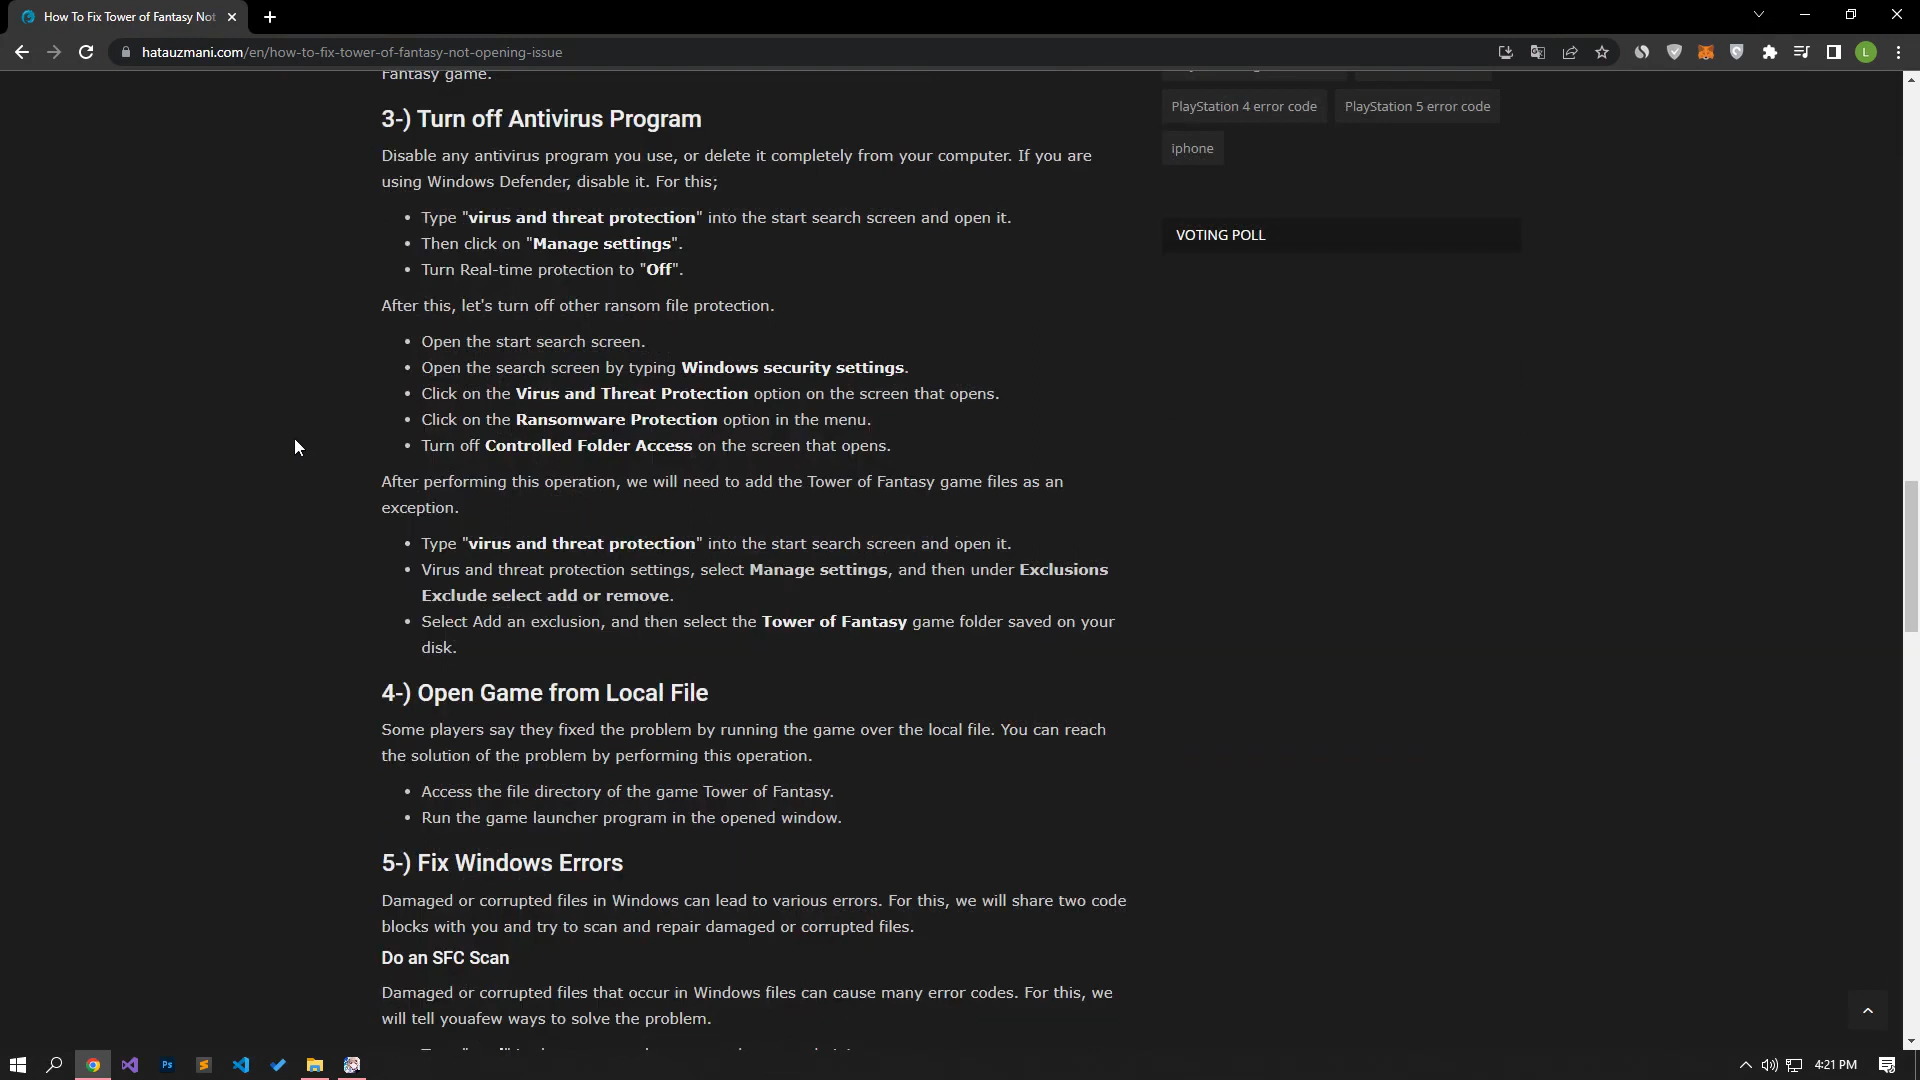 How To Fix Tower of Fantasy Not
hatauzmani.com/en/how-to-fix-tower-of-fantasy-not-opening-issue
L
Fantasy game.
3-) Turn off Antivirus Program
Disable any antivirus program you use, or delete it completely from your computer. If you are
using Windows Defender, disable it. For this;
• Type "virus and threat protection" into the start search screen and open it.
• Then click on "Manage settings".
• Turn Real-time protection to "Off".
After this, let's turn off other ransom file protection.
• Open the start search screen.
• Open the search screen by typing Windows security settings.
• Click on the Virus and Threat Protection option on the screen that opens.
• Click on the Ransomware Protection option in the menu.
• Turn off Controlled Folder Access on the screen that opens.
After performing this operation, we will need to add the Tower of Fantasy game files as an
exception.
• Type "virus and threat protection" into the start search screen and open it.
• Virus and threat protection settings, select Manage settings, and then under Exclusions
Exclude select add or remove.
• Select Add an exclusion, and then select the Tower of Fantasy game folder saved on your
disk.
4-) Open Game from Local File
Some players say they fixed the problem by running the game over the local file. You can reach
the solution of the problem by performing this operation.
• Access the file directory of the game Tower of Fantasy.
• Run the game launcher program in the opened window.
5-) Fix Windows Errors
Damaged or corrupted files in Windows can lead to various errors. For this, we will share two code
blocks with you and try to scan and repair damaged or corrupted files.
Do an SFC Scan
Damaged or corrupted files that occur in Windows files can cause many error codes. For this, we
will tell youafew ways to solve the problem.
PlayStation 4 error code
PlayStation 5 error code
iphone
VOTING POLL
Ps
4:21 PM